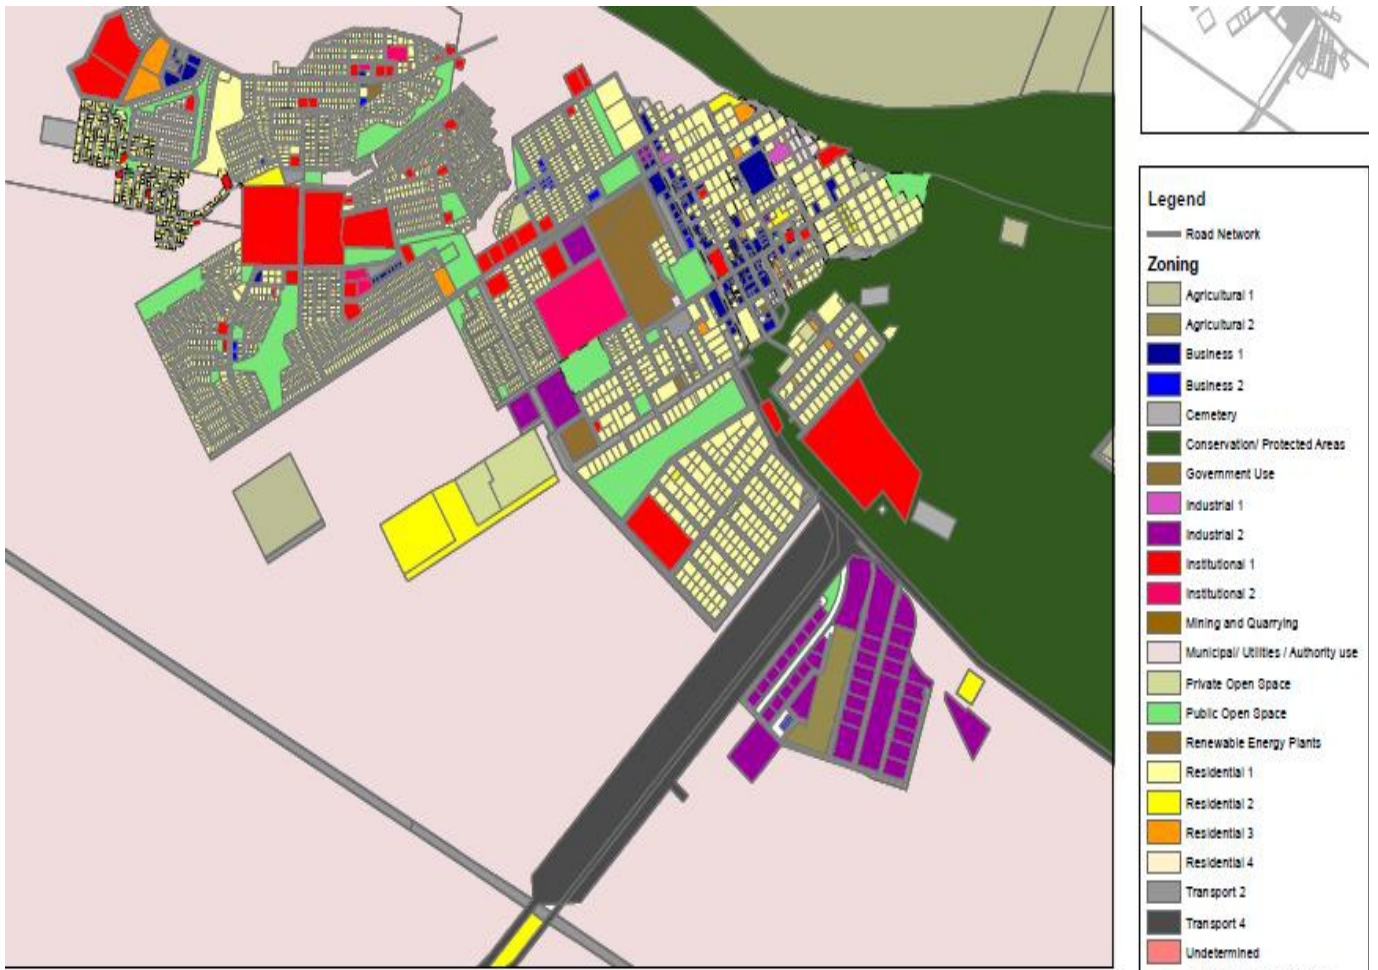 Legend
Road Network
Zoning
Agricultural 1
Agricultural 2
Business 1
Business 2
Cemetery
Conservation/ Protected Areas
Government Use
Industrial 1
Industrial 2
Institutional 1
Institutional 2
Mining and Quarrying
Municipal/ Utilities / Authority use
Private Open Space
Public Open Space
Renewable Energy Plants
Residential 1
Residential 2
Residential 3
Residential 4
Transport 2
Transport 4
Undetermined